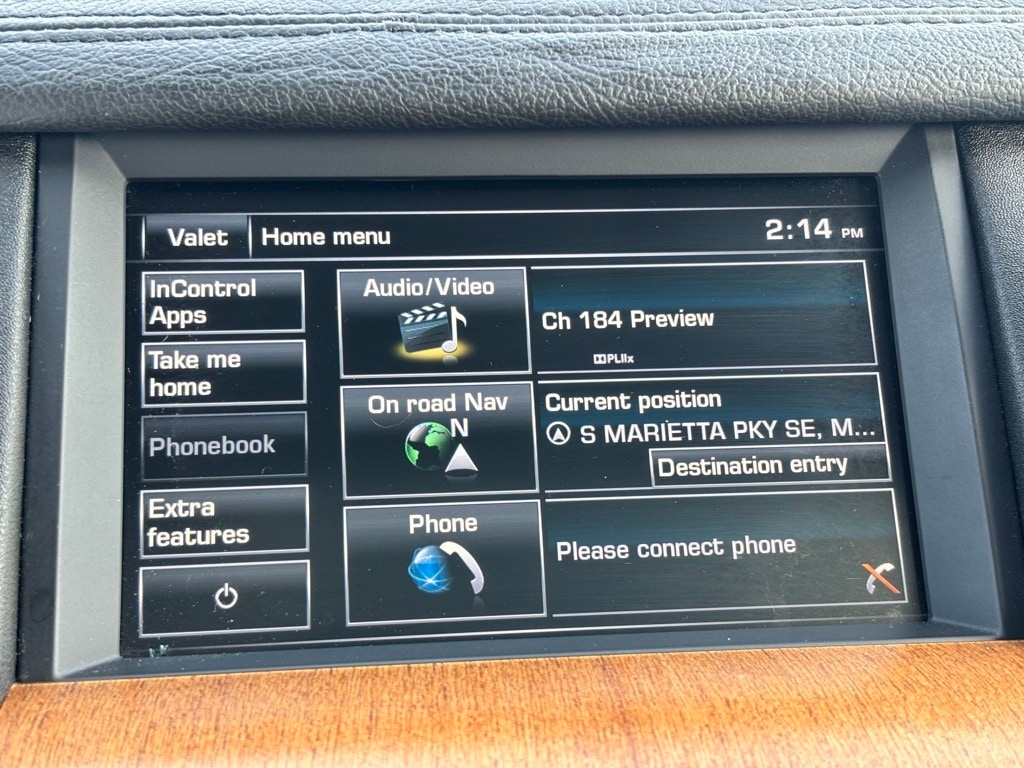 Valet
Home menu
2:14 PM
InControl
Apps
Take me
home
Phonebook
Extra
features
Audio/Video
Ch 184 Preview
PLIIx
On road Nav
N
Current position
S MARIETTA PKY SE, M...
Destination entry
Phone
Please connect phone